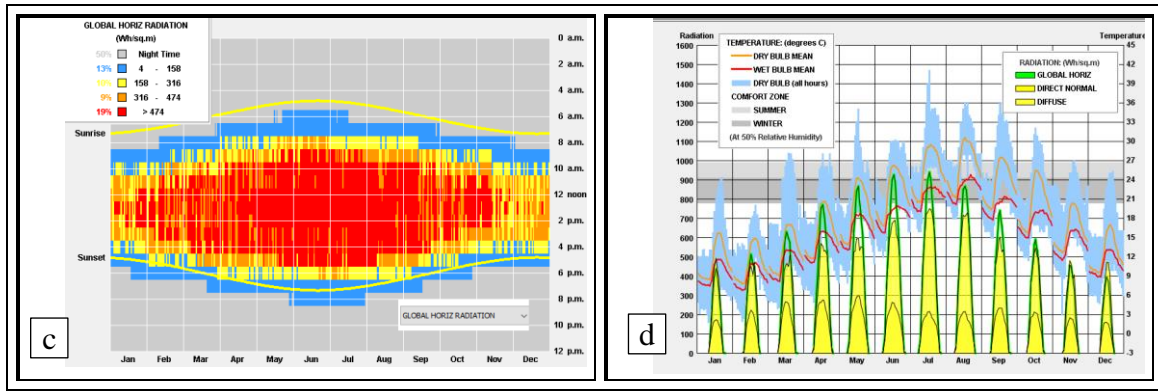 GLOBAL HORIZ RADIATION
(Wh/sq.m)
50% Night Time
13% 4 - 158
10% 158 - 316
9% 316 - 474
19% > 474
0 a.m.
2 a.m.
4 a.m.
6 a.m.
8 a.m.
10 a.m.
12 noon
2 p.m.
4 p.m.
6 p.m.
8 p.m.
10 p.m.
12 p.m.
Sunrise
Sunset
GLOBAL HORIZ RADIATION
c
Jan Feb Mar Apr May Jun Jul Aug Sep Oct Nov Dec
Radiation
Temperature
1600
1500
1400
1300
1200
1100
1000
900
800
700
600
500
400
300
200
100
0
TEMPERATURE: (degrees C)
DRY BULB MEAN
WET BULB MEAN
DRY BULB (all hours)
COMFORT ZONE
SUMMER
WINTER
(At 50% Relative Humidity)
RADIATION: (Wh/sq.m)
GLOBAL HORIZ
DIRECT NORMAL
DIFFUSE
45
42
39
36
33
30
27
24
21
18
15
12
9
6
3
0
-3
d
Jan Feb Mar Apr May Jun Jul Aug Sep Oct Nov Dec